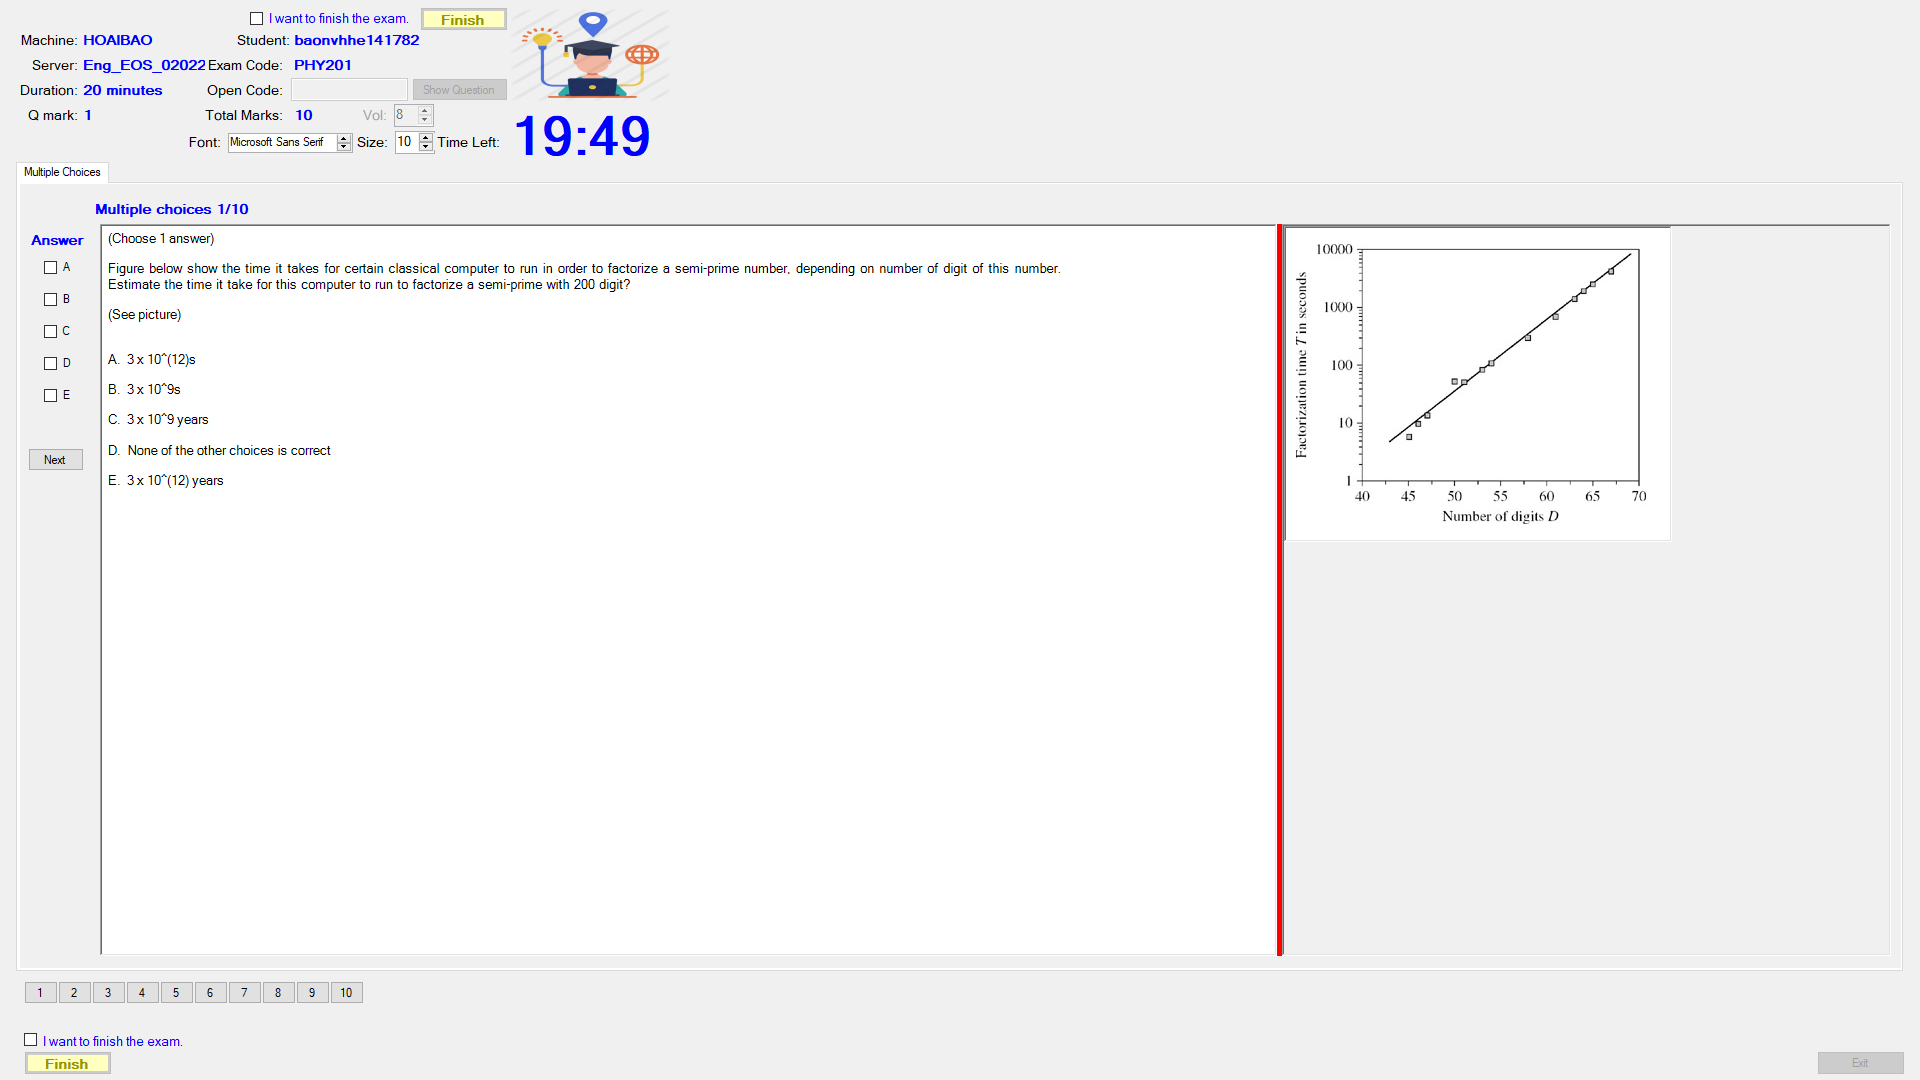 I want to finish the exam. Finish
Machine: HOAIBAO Student: baonvhhe141782
Server: Eng_EOS_02022 Exam Code: PHY201
Duration: 20 minutes Open Code: Show Question
Q mark: 1 Total Marks: 10 Vol: 8
Font: Microsoft Sans Serif Size: 10 Time Left: 19:49
Multiple Choices
Multiple choices 1/10
Answer
A
B
C
D
E
Next
(Choose 1 answer)
Figure below show the time it takes for certain classical computer to run in order to factorize a semi-prime number, depending on number of digit of this number.
Estimate the time it take for this computer to run to factorize a semi-prime with 200 digit?
(See picture)
A. 3 x 10^(12)s
B. 3 x 10^9s
C. 3 x 10^9 years
D. None of the other choices is correct
E. 3 x 10^(12) years
Factorization time T in seconds
10000
1000
100
10
1
40 45 50 55 60 65 70
Number of digits D
1 2 3 4 5 6 7 8 9 10
I want to finish the exam.
Finish
Exit